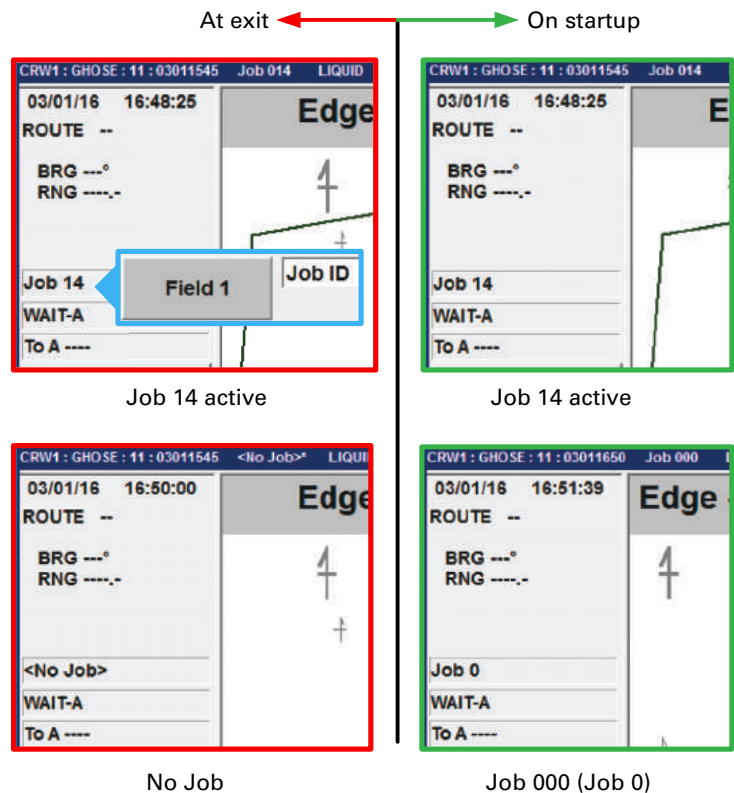 At exit On startup
CRW1 : GHOSE : 11 : 03011545 Job 014 LIQUID
03/01/16 16:48:25
ROUTE --
Edge
BRG ---°
RNG ----.-
Job 14
Field 1
Job ID
WAIT-A
To A ----
Job 14 active
CRW1 : GHOSE : 11 : 03011545 Job 014
03/01/16 16:48:25
ROUTE --
E
BRG ---°
RNG ----.-
Job 14
WAIT-A
To A ----
Job 14 active
CRW1 : GHOSE : 11 : 03011545 <No Job>* LIQUI
03/01/16 16:50:00
ROUTE --
Edge
BRG ---°
RNG ----.-
<No Job>
WAIT-A
To A ----
No Job
CRW1 : GHOSE : 11 : 03011650 Job 000
03/01/16 16:51:39
ROUTE --
Edge
BRG ---°
RNG ----.-
Job 0
WAIT-A
To A ----
Job 000 (Job 0)